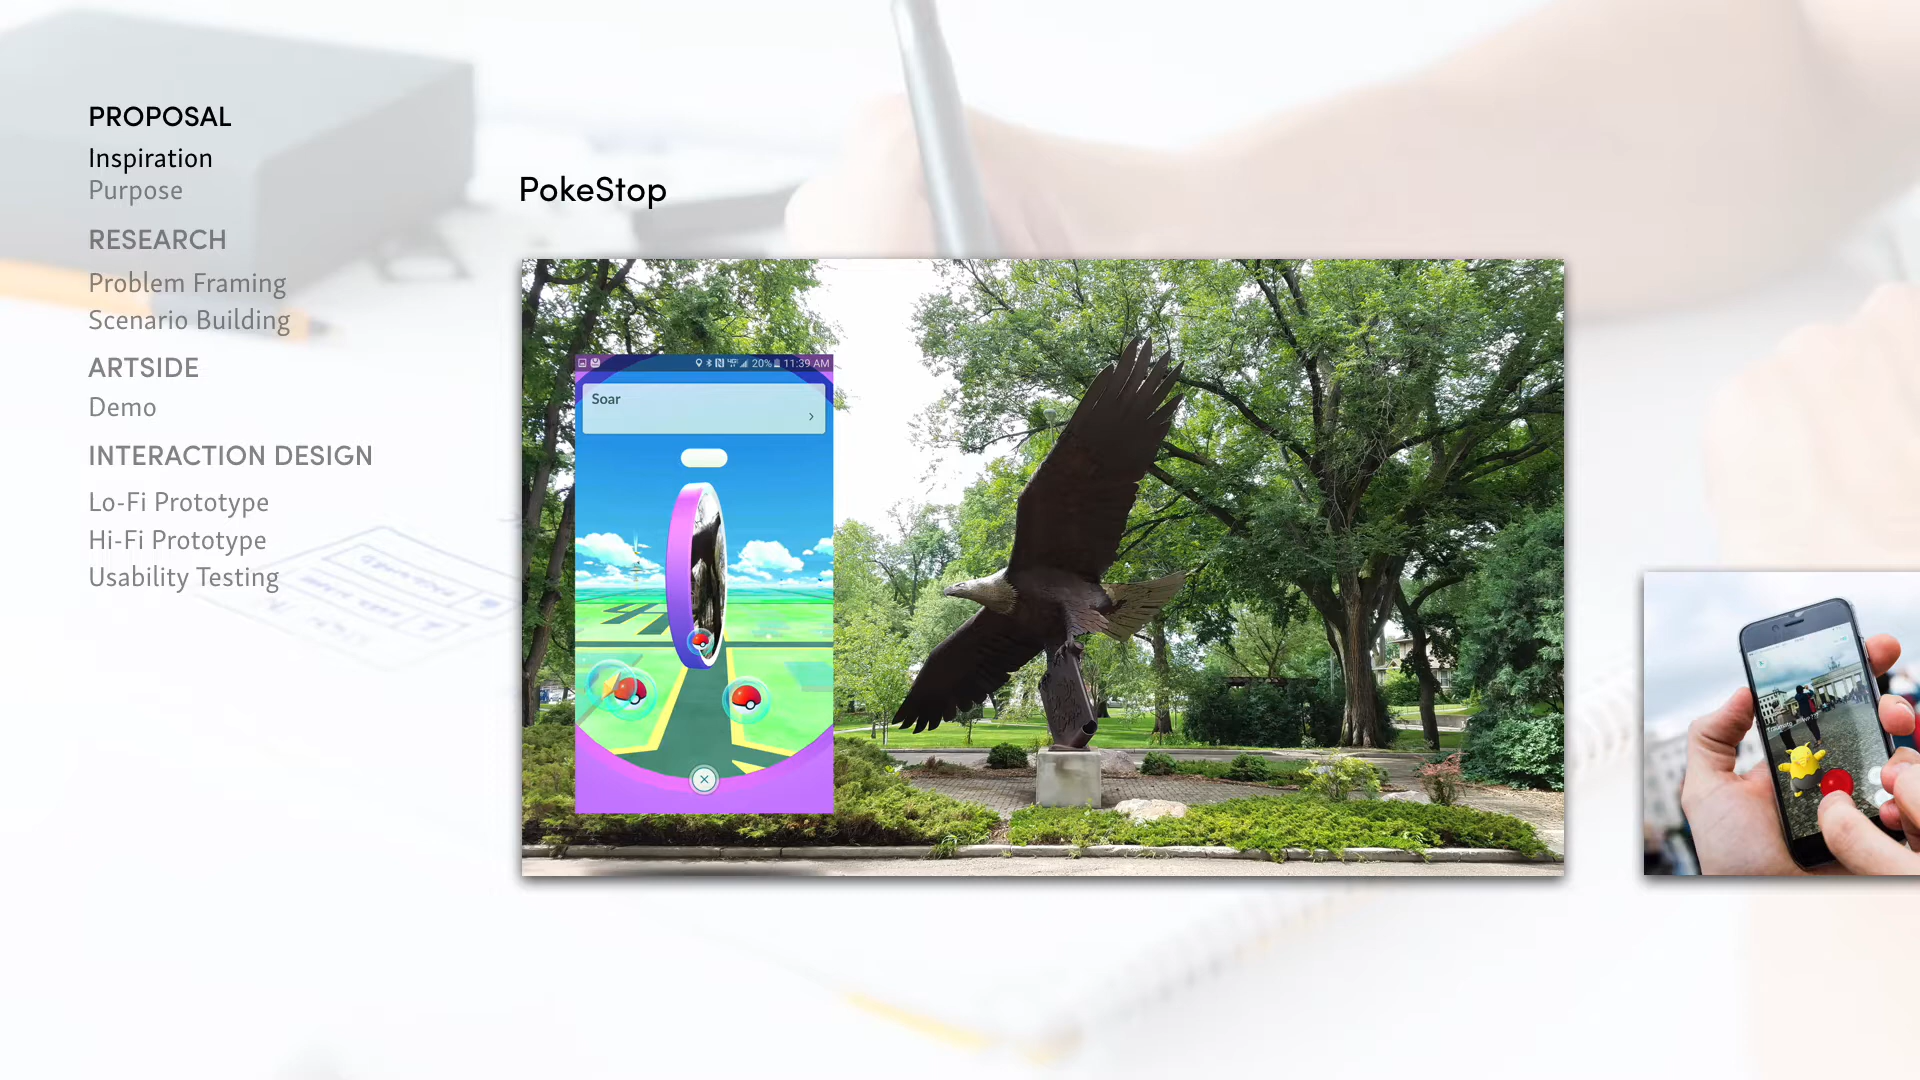 PROPOSAL
Inspiration
Purpose
RESEARCH
Problem Framing
Scenario Building
ARTSIDE
Demo
INTERACTION DESIGN
Lo-Fi Prototype
Hi-Fi Prototype
Usability Testing
PokeStop
20% 11:39 AM
Soar